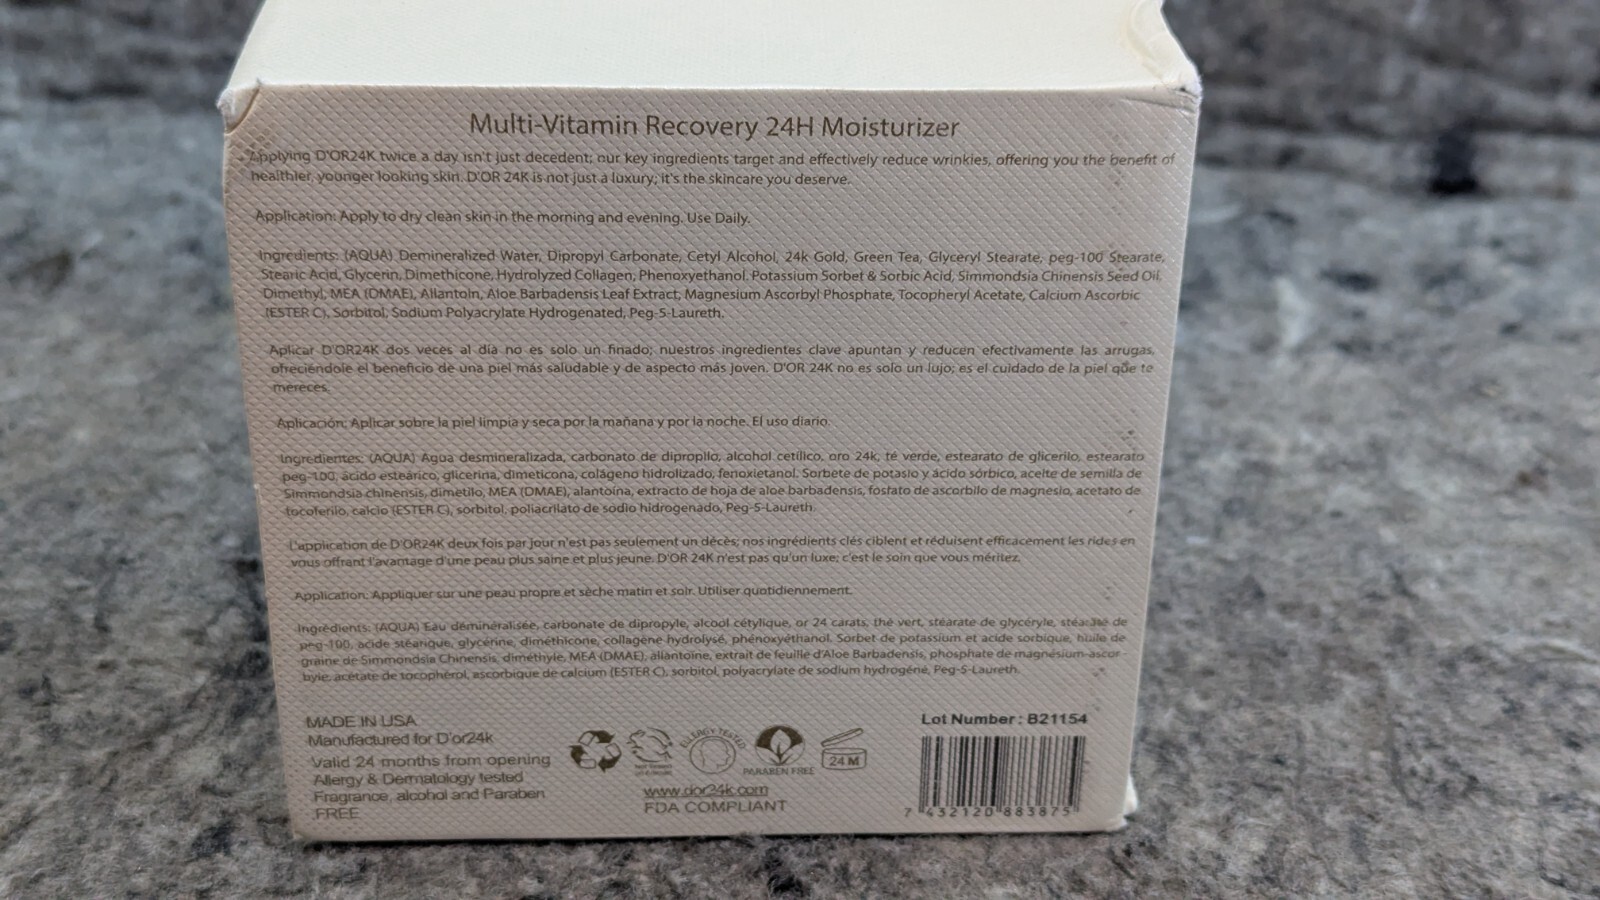 Multi-Vitamin Recovery 24H Moisturizer
Applying D'OR24K twice a day isn't just decedent; our key ingredients target and effectively reduce wrinkies, offering you the benefit of
healthier, younger looking skin. D'OR 24K is not just a luxury; it's the skincare you deserve.
Application: Apply to dry clean skin in the morning and evening. Use Daily.
Ingredients: (AQUA) Demineralized Water, Dipropyl Carbonate, Cetyl Alcohol, 24k Gold, Green Tea, Glyceryl Stearate, peg-100 Stearate,
Stearic Acid, Glycerin, Dimethicone, Hydrolyzed Collagen, Phenoxyethanol. Potassium Sorbet & Sorbic Acid, Simmondsia Chinensis Seed Oil,
Dimethyl, MEA (DMAE), Allantoln, Aloe Barbadensis Leaf Extract, Magnesium Ascorbyl Phosphate, Tocopheryl Acetate, Calcium Ascorbic
(ESTER C), Sorbitol, Sodium Polyacrylate Hydrogenated, Peg-5-Laureth.
Aplicar D'OR24K dos veces al día no es solo un finado; nuestros ingredientes clave apuntan y reducen efectivamente las arrugas,
ofreciéndole el beneficio de una piel más saludable y de aspecto más joven. D'OR 24K no es solo un lujo; es el cuidado de la piel que te
mereces.
Aplicación: Aplicar sobre la piel limpia y seca por la mañana y por la noche. El uso diario.
Ingredientes: (AQUA) Agua desmineralizada, carbonato de dipropilo, alcohol cetílico, oro 24k, té verde, estearato de glicerilo, estearato
peg-100, ácido esteárico, glicerina, dimeticona, colágeno hidrolizado, fenoxietanol. Sorbete de potasio y ácido sórbico, aceite de semilla de
Simmondsia chinensis, dimetilo, MEA (DMAE), alantoína, extracto de hoja de aloe barbadensis, fosfato de ascorbilo de magnesio, acetato de
tocoferilo, calcio (ESTER C), sorbitol, poliacrilato de sodio hidrogenado, Peg-5-Laureth.
L'application de D'OR24K deux fois par jour n'est pas seulement un décès; nos ingrédients clés ciblent et réduisent efficacement les rides en
vous offrant l'avantage d'une peau plus saine et plus jeune. D'OR 24K n'est pas qu'un luxe; c'est le soin que vous méritez.
Application: Appliquer sur une peau propre et sèche matin et soir. Utiliser quotidiennement.
Ingrédients: (AQUA) Eau déminéralisée, carbonate de dipropyle, alcool cétylique, or 24 carats, thé vert, stéarate de glycéryle, stéarate de
peg-100, acide stéarique, glycérine, diméthicone, collagène hydrolysé, phénoxyéthanol. Sorbet de potassium et acide sorbique, huile de
graine de Simmondsia Chinensis, diméthyle, MEA (DMAE), allantoïne, extrait de feuille d'Aloe Barbadensis, phosphate de magnésium-ascor-
byle, acétate de tocophérol, ascorbique de calcium (ESTER C), sorbitol, polyacrylate de sodium hydrogéné, Peg-5-Laureth.
MADE IN USA
Manufactured for D'or24k
Valid 24 months from opening
Allergy & Dermatology tested
Fragrance, alcohol and Paraben
FREE
ALLERGY TESTED
PARABEN FREE
24 M
www.dor24k.com
FDA COMPLIANT
Lot Number : B21154
7 432120 883875